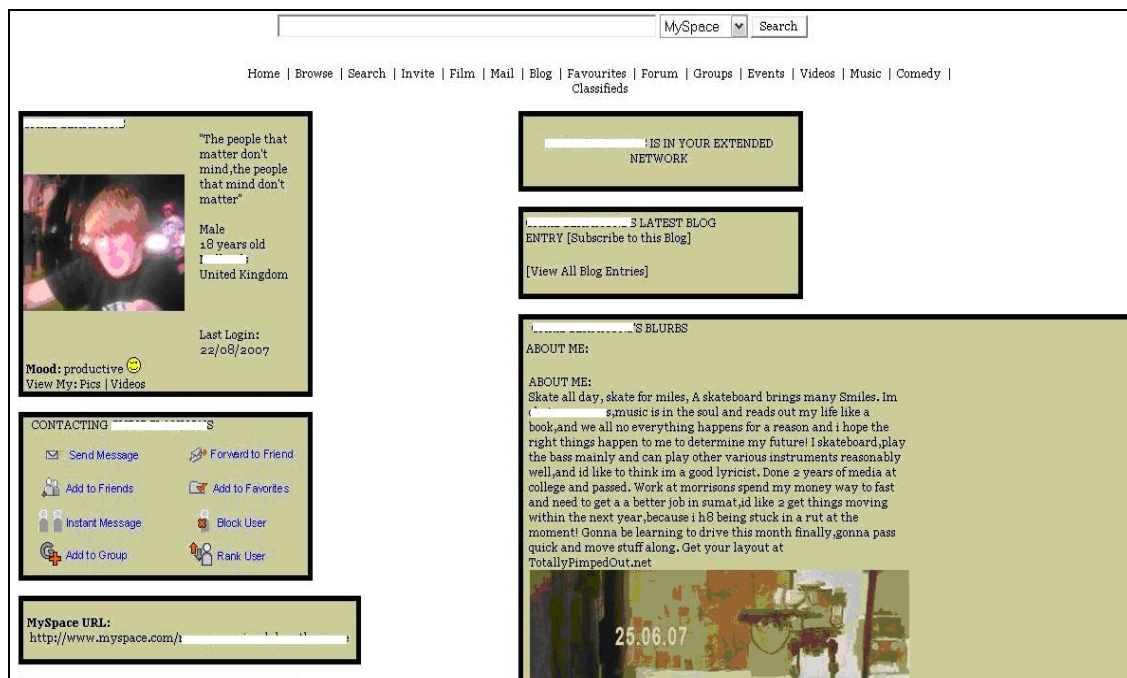 MySpace Search
Home | Browse | Search | Invite | Film | Mail | Blog | Favourites | Forum | Groups | Events | Videos | Music | Comedy |
Classifieds
"The people that
matter don't
mind,the people
that mind don't
matter"
Male
18 years old
United Kingdom
Last Login:
22/08/2007
Mood: productive
View My: Pics | Videos
CONTACTING S
Send Message Forward to Friend
Add to Friends Add to Favorites
Instant Message Block User
Add to Group Rank User
MySpace URL:
http://www.myspace.com/
IS IN YOUR EXTENDED
NETWORK
S LATEST BLOG
ENTRY [Subscribe to this Blog]
[View All Blog Entries]
'S BLURBS
ABOUT ME:
ABOUT ME:
Skate all day, skate for miles, A skateboard brings many Smiles. Im
s,music is in the soul and reads out my life like a
book,and we all no everything happens for a reason and i hope the
right things happen to me to determine my future! I skateboard,play
the bass mainly and can play other various instruments reasonably
well,and id like to think im a good lyricist. Done 2 years of media at
college and passed. Work at morrisons spend my money way to fast
and need to get a a better job in sumat,id like 2 get things moving
within the next year,because i h8 being stuck in a rut at the
moment! Gonna be learning to drive this month finally,gonna pass
quick and move stuff along. Get your layout at
TotallyPimpedOut.net
25.06.07